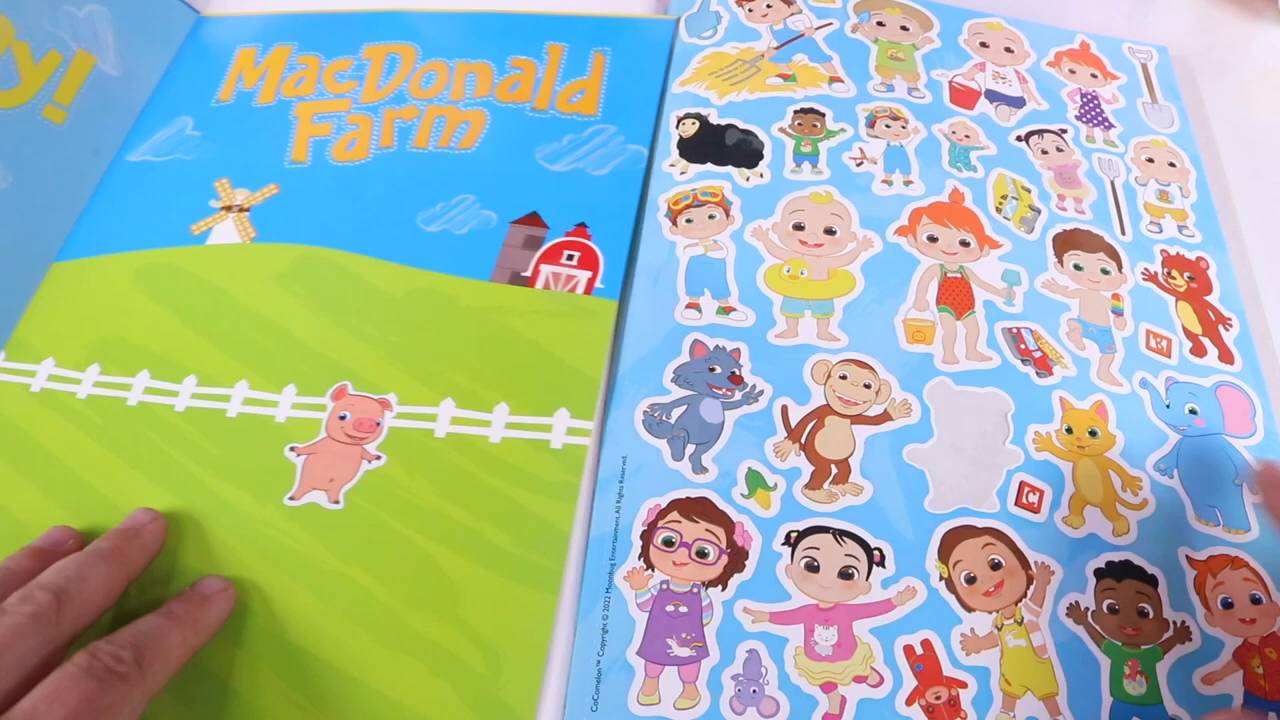 y!
MacDonald
Farm
CoComelon™ Copyright © 2022 Moonbug Entertainment. All Rights Reserved.
C